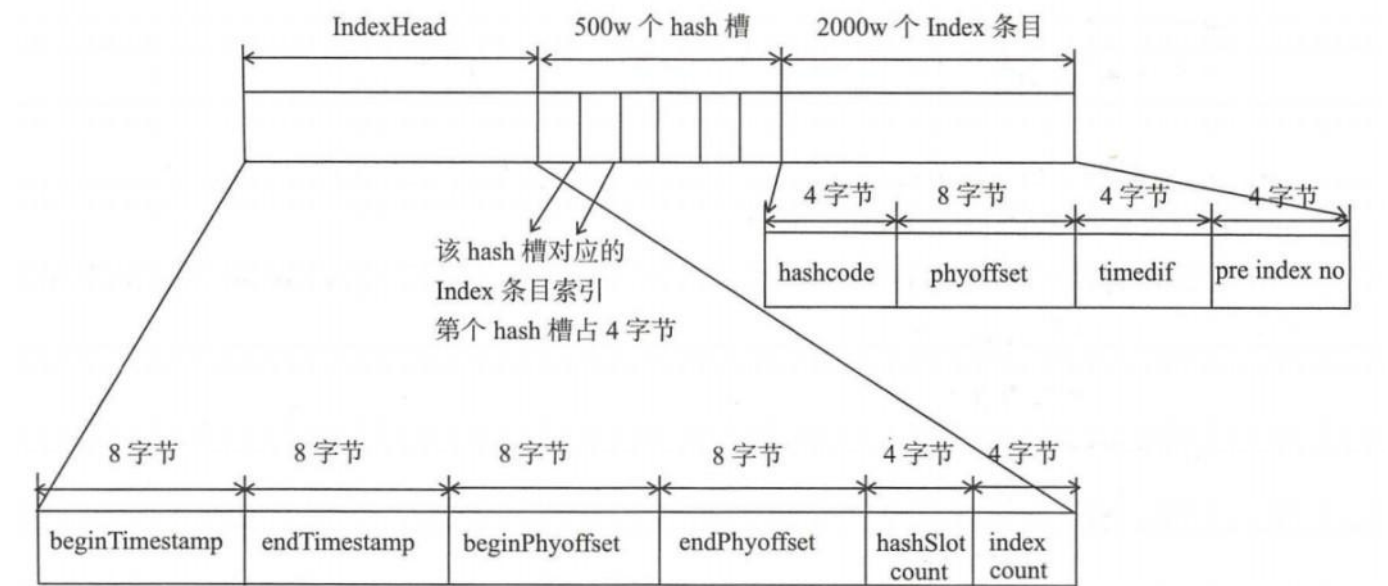 IndexHead
500w 个 hash 槽
2000w 个 Index 条目
4 字节
8 字节
4 字节
4 字节
hashcode
phyoffset
timedif
pre index no
该 hash 槽对应的
Index 条目索引
第个 hash 槽占 4 字节
8 字节
8 字节
8 字节
8 字节
4 字节
4 字节
beginTimestamp
endTimestamp
beginPhyoffset
endPhyoffset
hashSlot
count
index
count